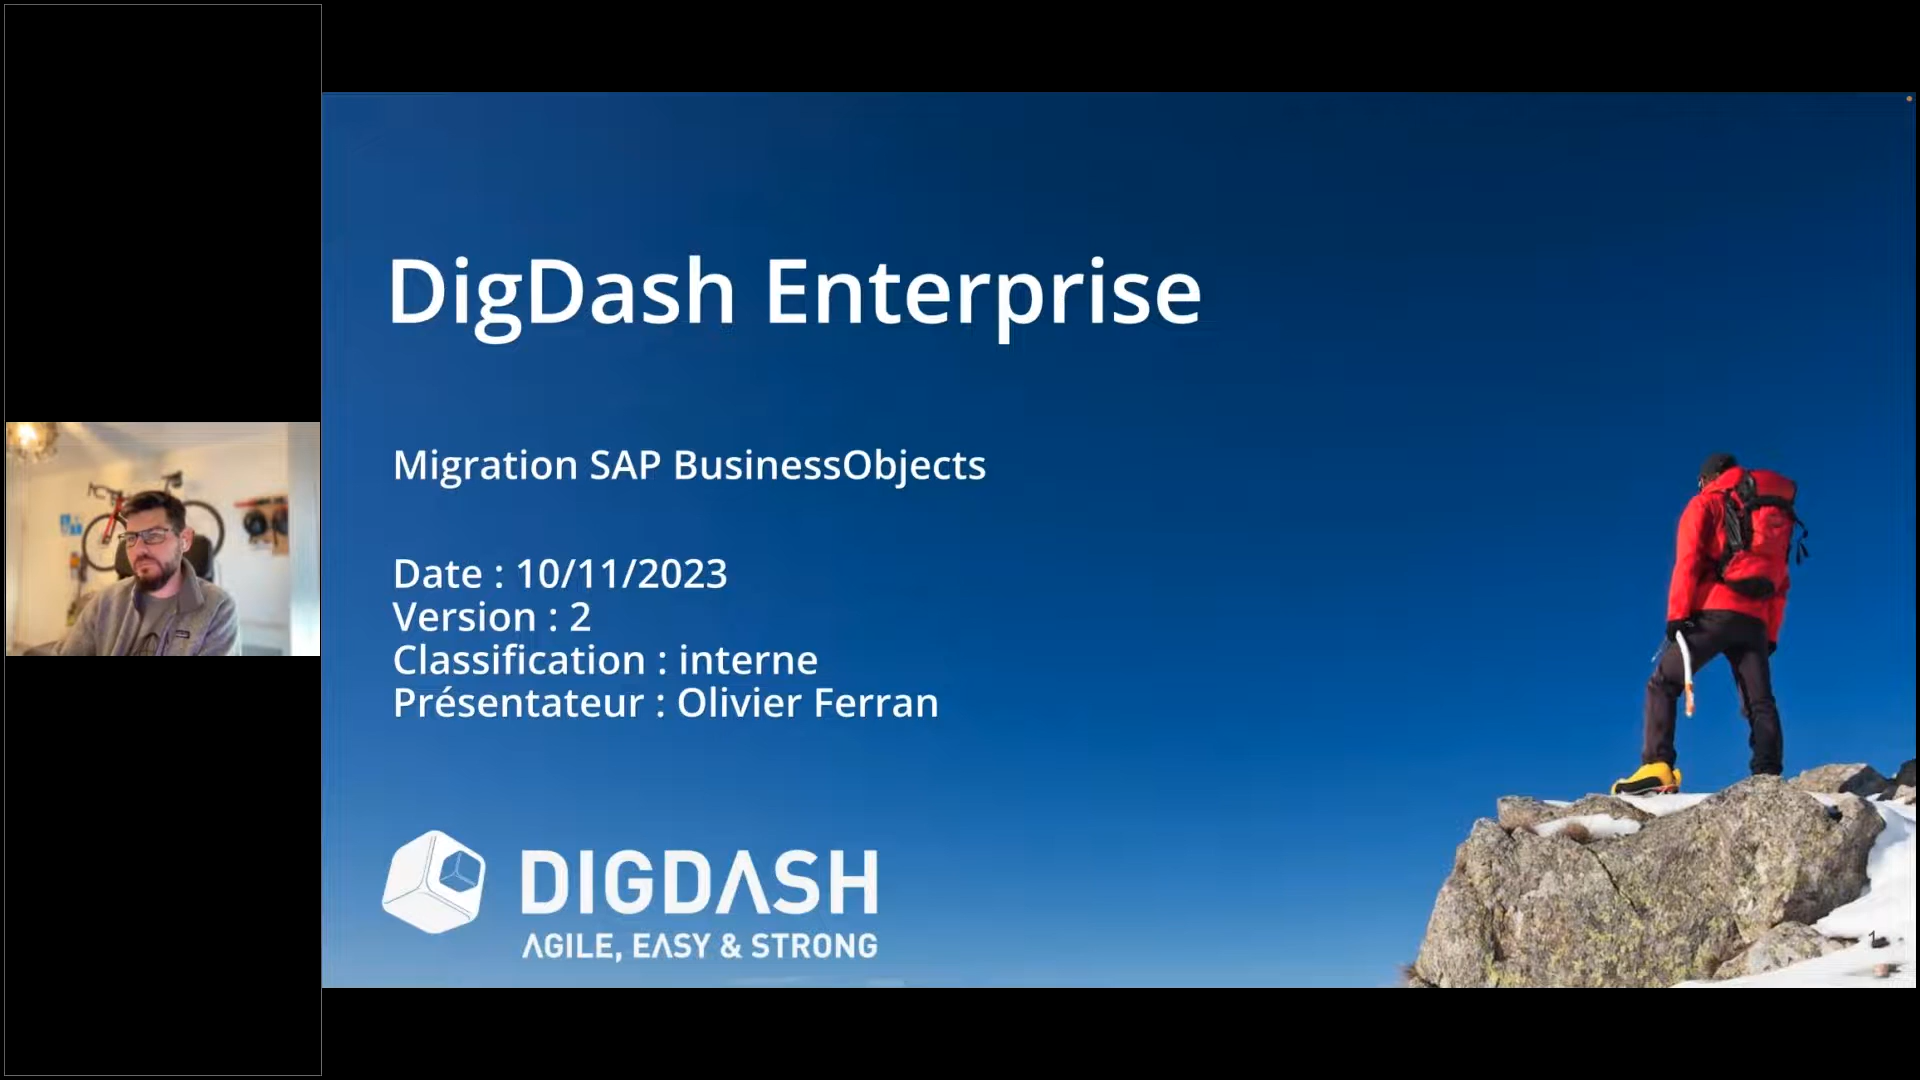 DigDash Enterprise
Migration SAP BusinessObjects
Date : 10/11/2023
Version : 2
Classification : interne
Présentateur : Olivier Ferran
DIGDASH
AGILE, EASY & STRONG
1